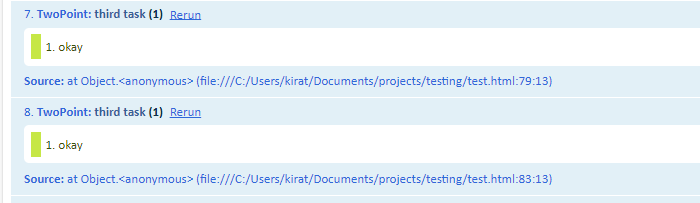 7. TwoPoint: third task (1) Rerun
1. okay
Source: at Object.<anonymous> (file:///C:/Users/kirat/Documents/projects/testing/test.html:79:13)
8. TwoPoint: third task (1) Rerun
1. okay
Source: at Object.<anonymous> (file:///C:/Users/kirat/Documents/projects/testing/test.html:83:13)